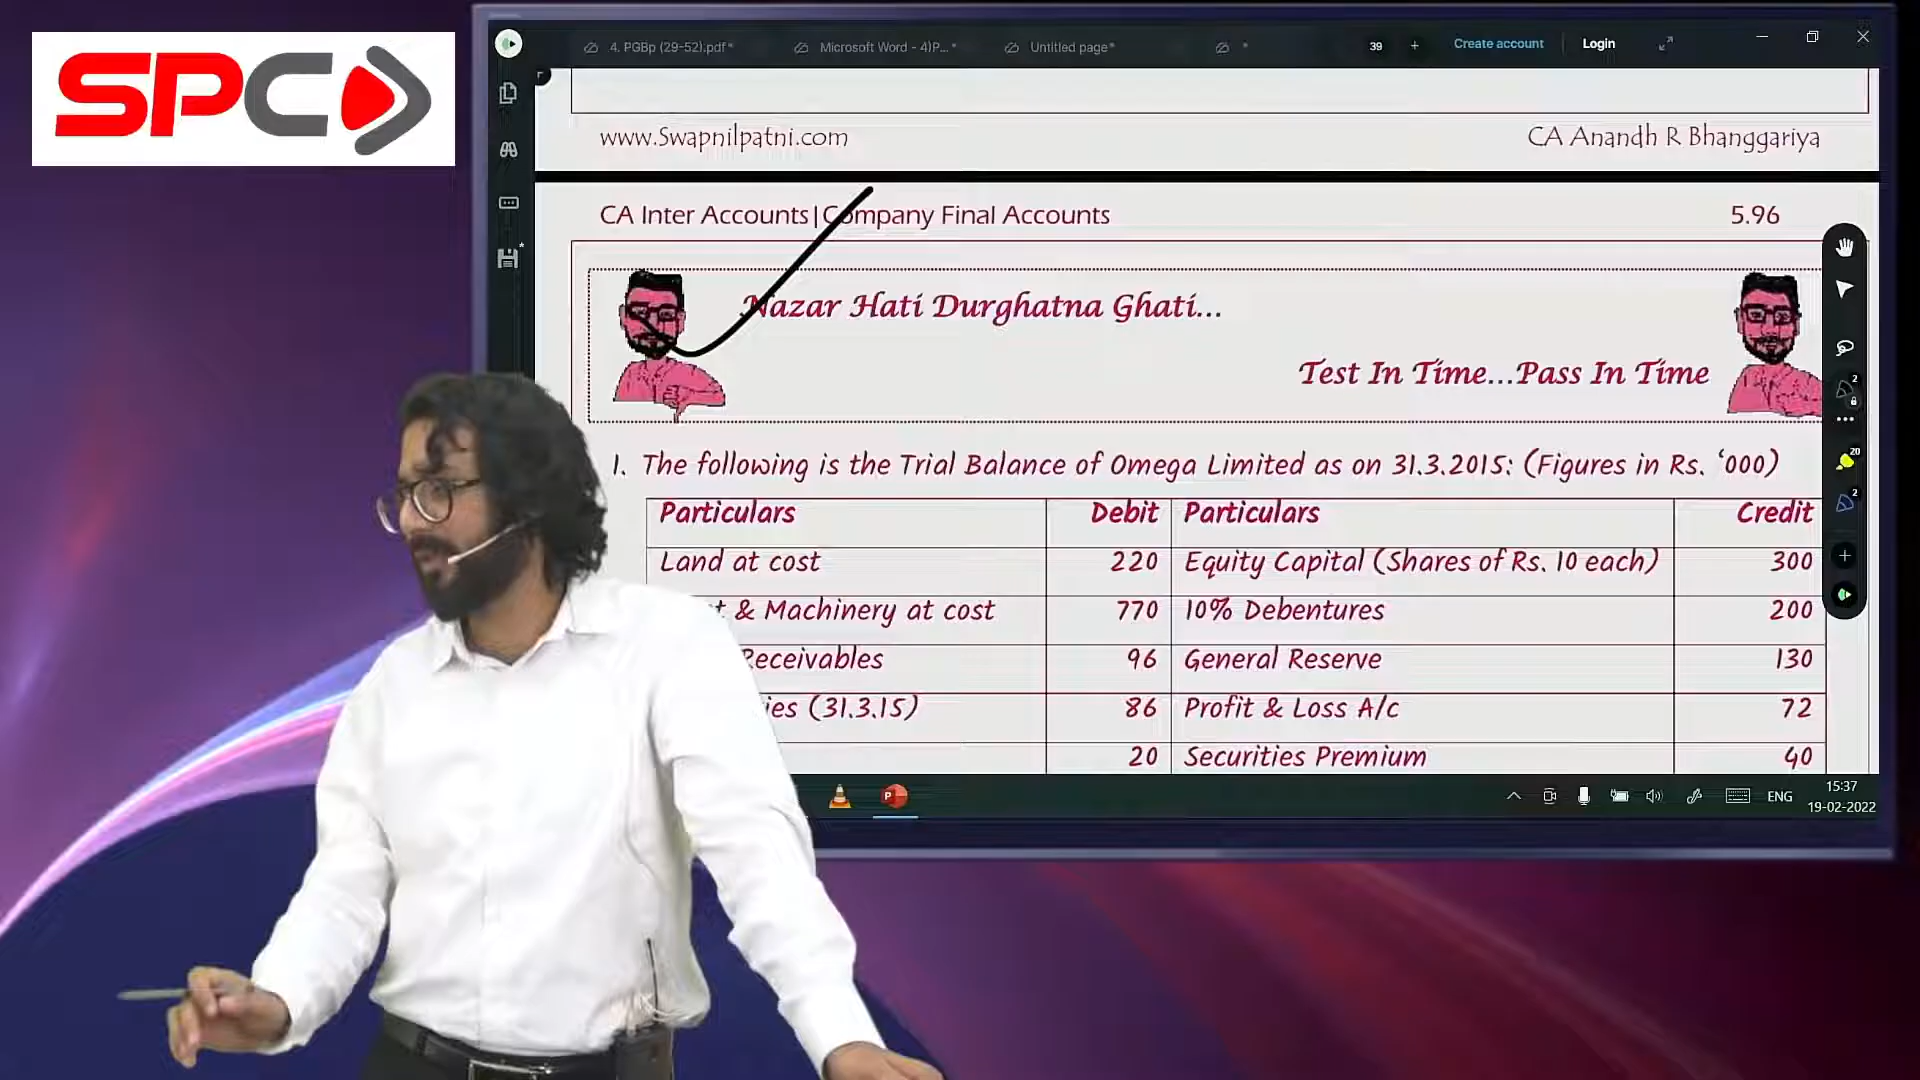 SPC
4. PGBp (29-52).pdf*
Microsoft Word - 4)P...*
Untitled page*
*
39
+
Create account
Login
www.Swapnilpatni.com
CA Anandh R Bhanggariya
CA Inter Accounts|Company Final Accounts
5.96
Nazar Hati Durghatna Ghati...
Test In Time...Pass In Time
1. The following is the Trial Balance of Omega Limited as on 31.3.2015: (Figures in Rs. '000)
Particulars Debit Particulars Credit
Land at cost 220 Equity Capital (Shares of Rs. 10 each) 300
& Machinery at cost 770 10% Debentures 200
Receivables 96 General Reserve 130
(31.3.15) 86 Profit & Loss A/c 72
20 Securities Premium 40
2
20
2
ENG
15:37
19-02-2022